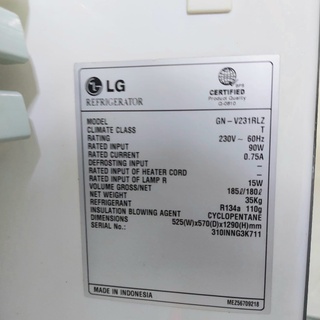 LG
REFRIGERATOR
CERTIFIED
Product Quality
MODEL GN-V231RLZ
CLIMATE CLASS T
RATING 230V~ 60Hz
RATED INPUT 90W
RATED CURRENT 0.75A
DEFROSTING INPUT –
RATED INPUT OF HEATER CORD –
RATED INPUT OF LAMP R 15W
VOLUME GROSS/NET 185ℓ/180ℓ
NET WEIGHT 35Kg
REFRIGERANT R134a 110g
INSULATION BLOWING AGENT CYCLOPENTANE
DIMENSIONS 525(W)x570(D)x1290(H)mm
SERIAL No.: 310INNG3K711
MADE IN INDONESIA
MEZ56709218